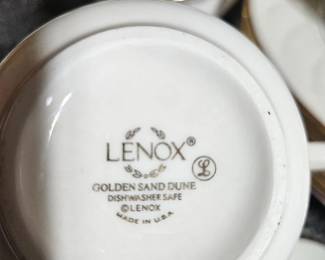 LENOX®
L
GOLDEN SAND DUNE
DISHWASHER SAFE
©LENOX
MADE IN U.S.A.